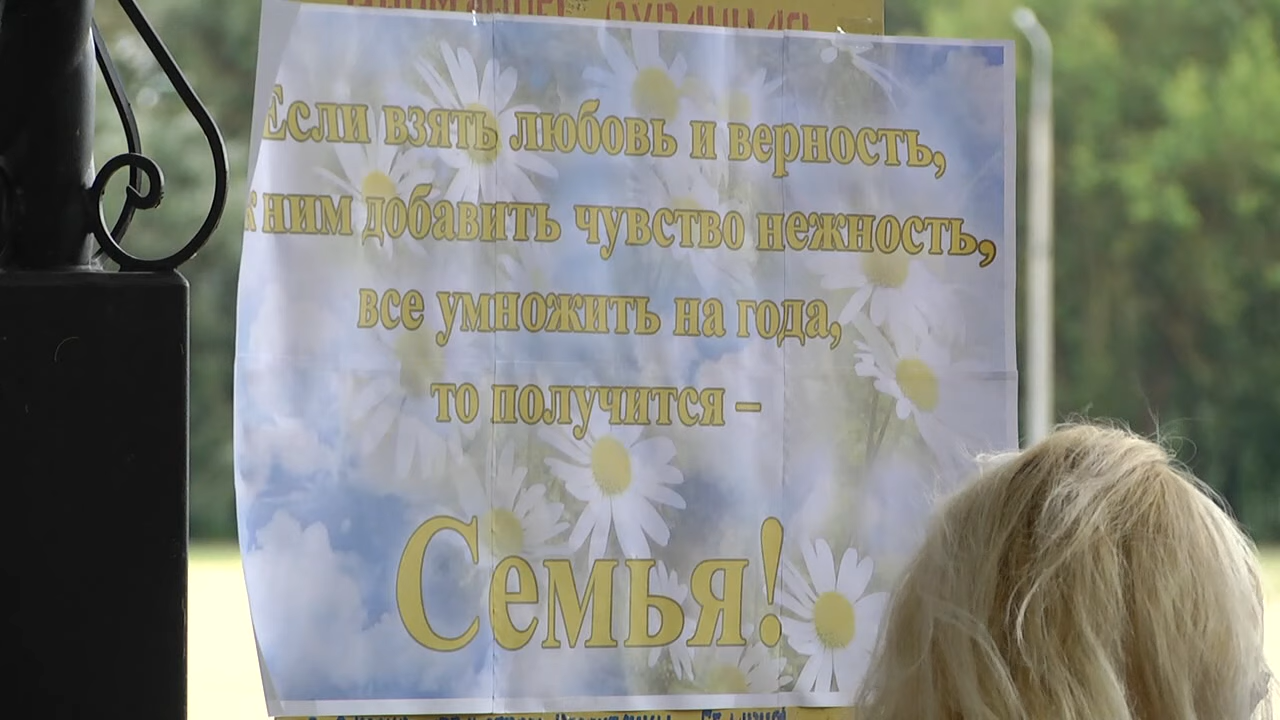 Если взять любовь и верность,
к ним добавить чувство нежность,
все умножить на года,
то получится –
Семья!